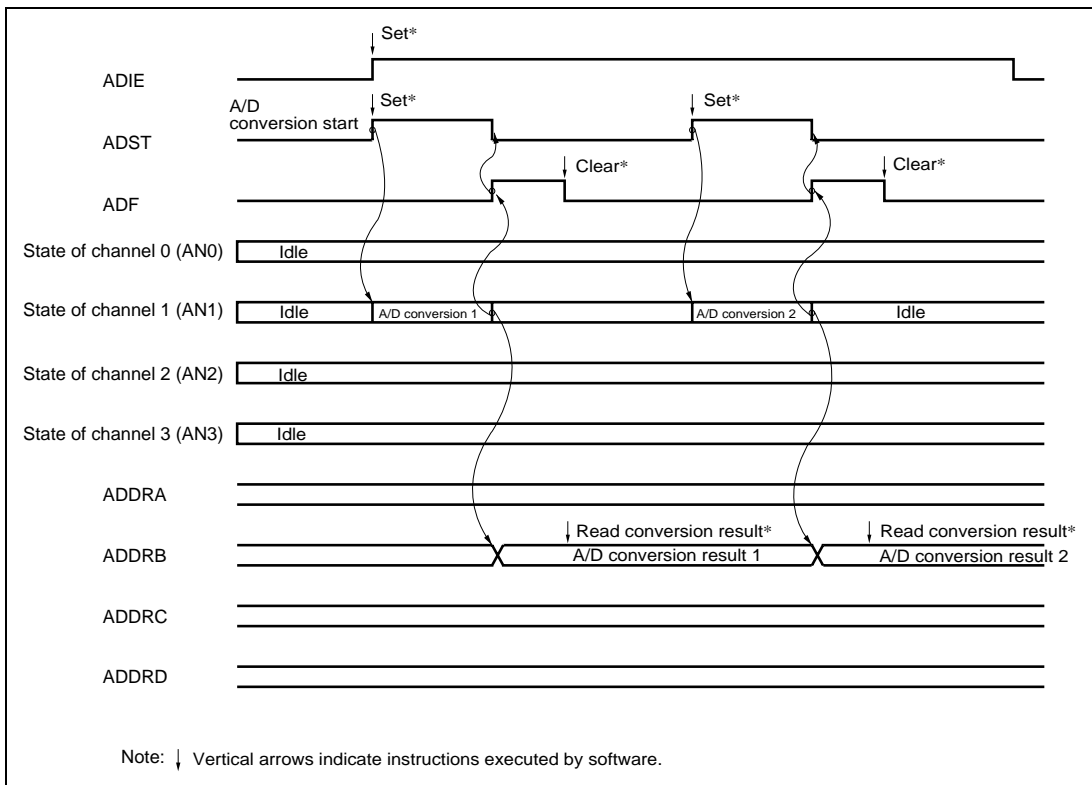 Set*
ADIE
A/D
conversion start
Set*
Set*
ADST
Clear*
Clear*
ADF
State of channel 0 (AN0)
Idle
State of channel 1 (AN1)
Idle
A/D conversion 1
A/D conversion 2
Idle
State of channel 2 (AN2)
Idle
State of channel 3 (AN3)
Idle
ADDRA
Read conversion result*
Read conversion result*
ADDRB
A/D conversion result 1
A/D conversion result 2
ADDRC
ADDRD
Note: ↓ Vertical arrows indicate instructions executed by software.